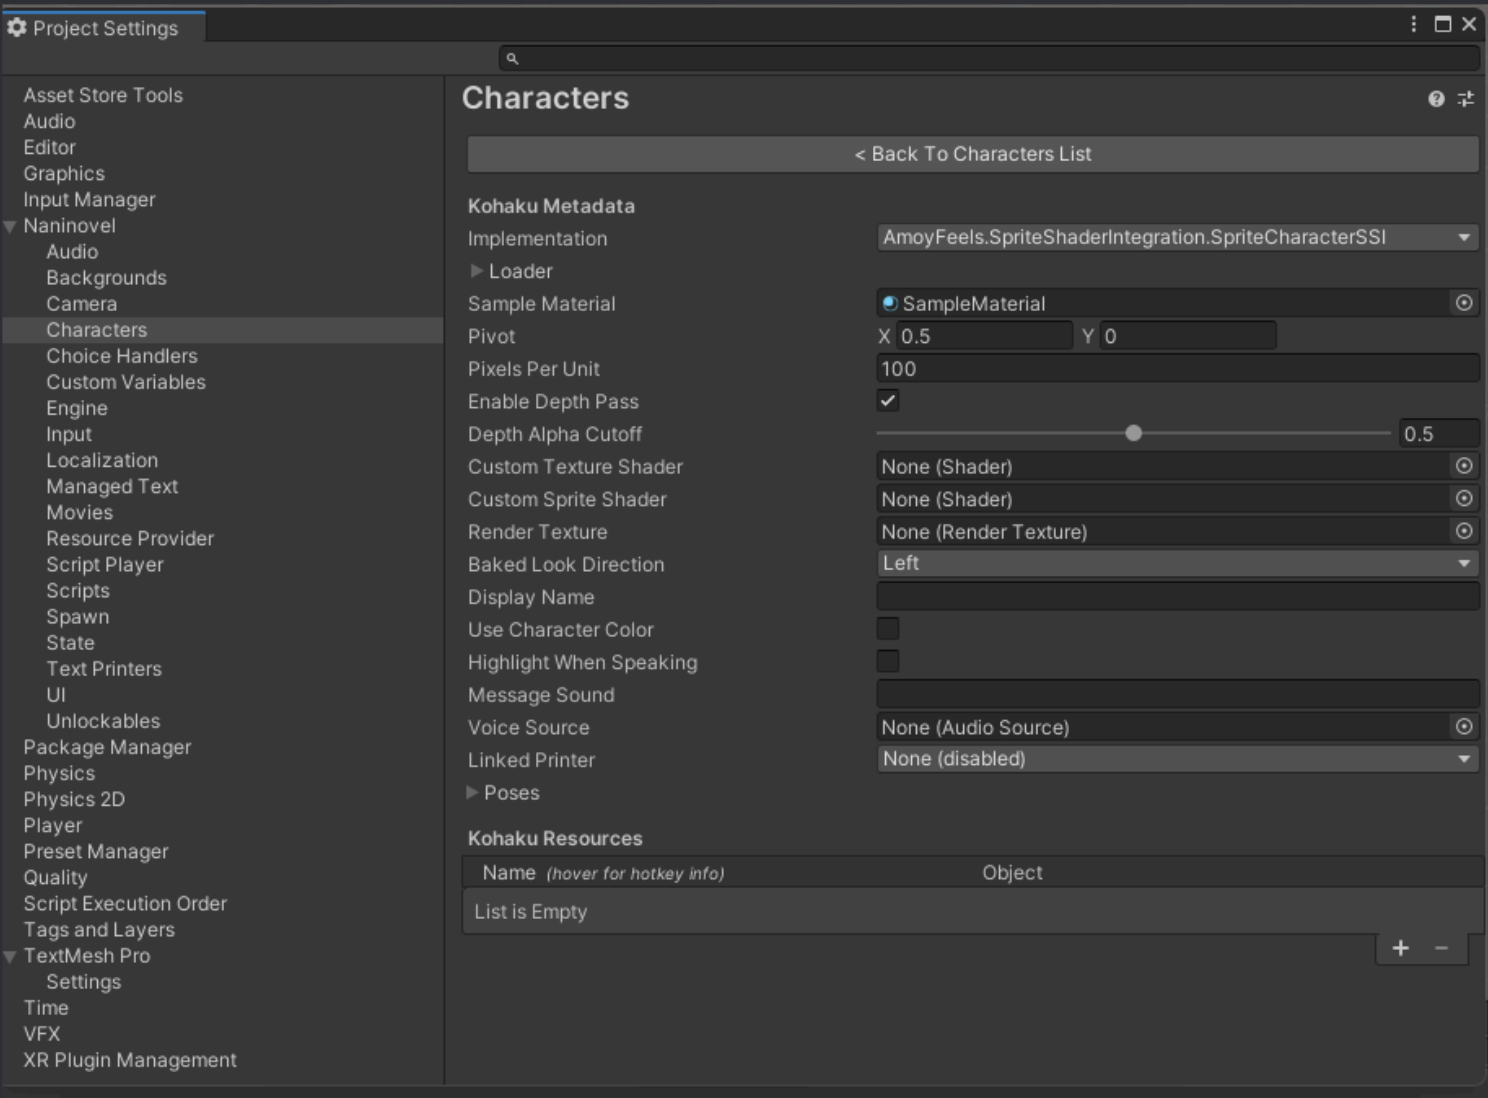 Project Settings
Asset Store Tools
Audio
Editor
Graphics
Input Manager
Naninovel
Audio
Backgrounds
Camera
Characters
Choice Handlers
Custom Variables
Engine
Input
Localization
Managed Text
Movies
Resource Provider
Script Player
Scripts
Spawn
State
Text Printers
UI
Unlockables
Package Manager
Physics
Physics 2D
Player
Preset Manager
Quality
Script Execution Order
Tags and Layers
TextMesh Pro
Settings
Time
VFX
XR Plugin Management
Characters
< Back To Characters List
Kohaku Metadata
Implementation AmoyFeels.SpriteShaderIntegration.SpriteCharacterSSI
Loader
Sample Material SampleMaterial
Pivot X 0.5 Y 0
Pixels Per Unit 100
Enable Depth Pass
Depth Alpha Cutoff 0.5
Custom Texture Shader None (Shader)
Custom Sprite Shader None (Shader)
Render Texture None (Render Texture)
Baked Look Direction Left
Display Name
Use Character Color
Highlight When Speaking
Message Sound
Voice Source None (Audio Source)
Linked Printer None (disabled)
Poses
Kohaku Resources
Name (hover for hotkey info) Object
List is Empty
+ −